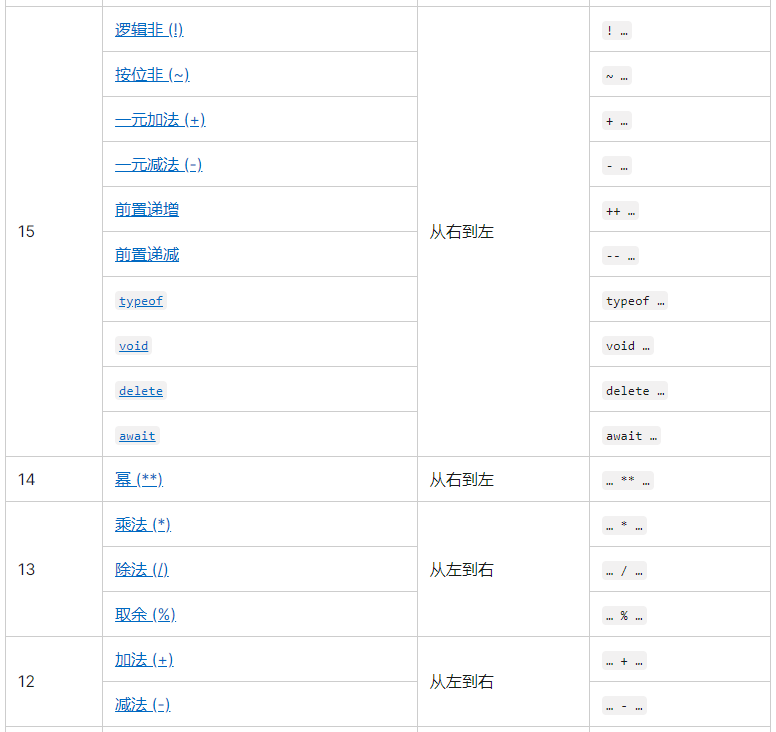 逻辑非 (!)
! …
按位非 (~)
~ …
一元加法 (+)
+ …
一元减法 (-)
- …
前置递增
++ …
15
从右到左
前置递减
-- …
typeof
typeof …
void
void …
delete
delete …
await
await …
14
幂 (**)
从右到左
… ** …
乘法 (*)
… * …
13
除法 (/)
从左到右
… / …
取余 (%)
… % …
加法 (+)
… + …
12
从左到右
减法 (-)
… - …